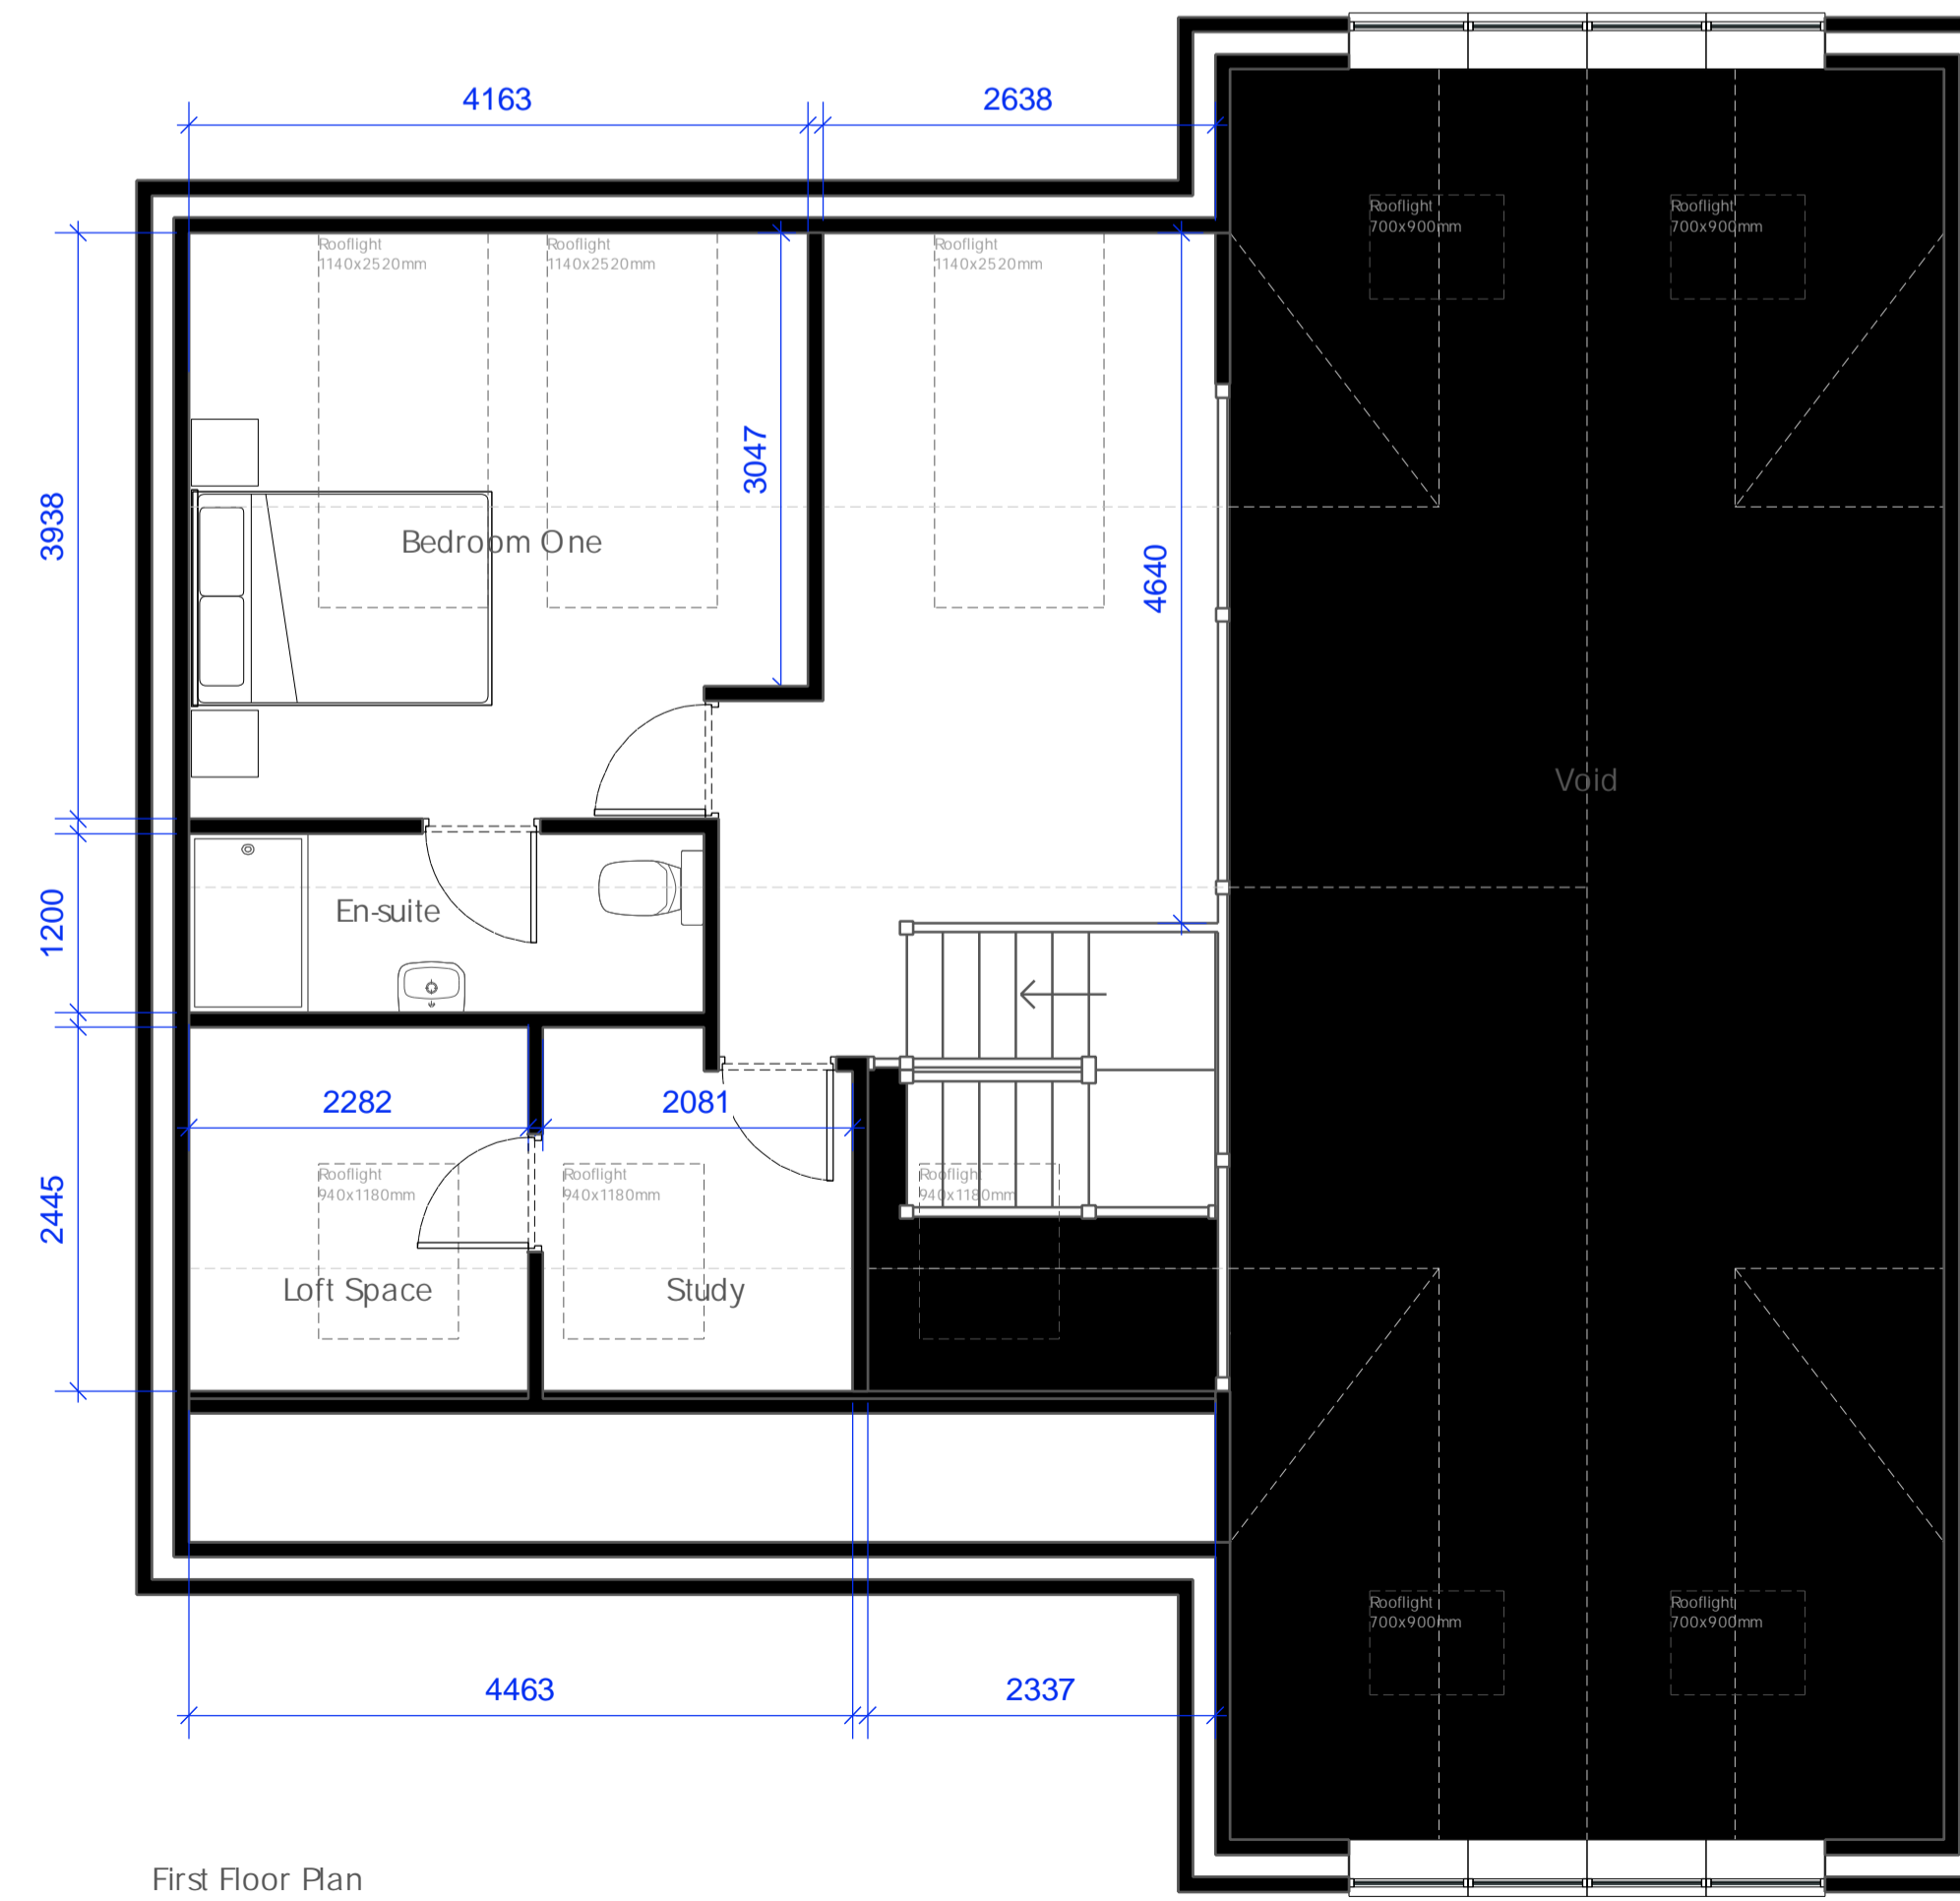 4163
2638
Rooflight
700x900mm
Rooflight
700x900mm
Rooflight
1140x2520mm
Rooflight
1140x2520mm
Rooflight
1140x2520mm
3047
3938
Bedroom One
4640
Void
1200
En-suite
2282
2081
2445
Rooflight
940x1180mm
Rooflight
940x1180mm
Rooflight
940x1180mm
Loft Space
Study
Rooflight
700x900mm
Rooflight
700x900mm
4463
2337
First Floor Plan